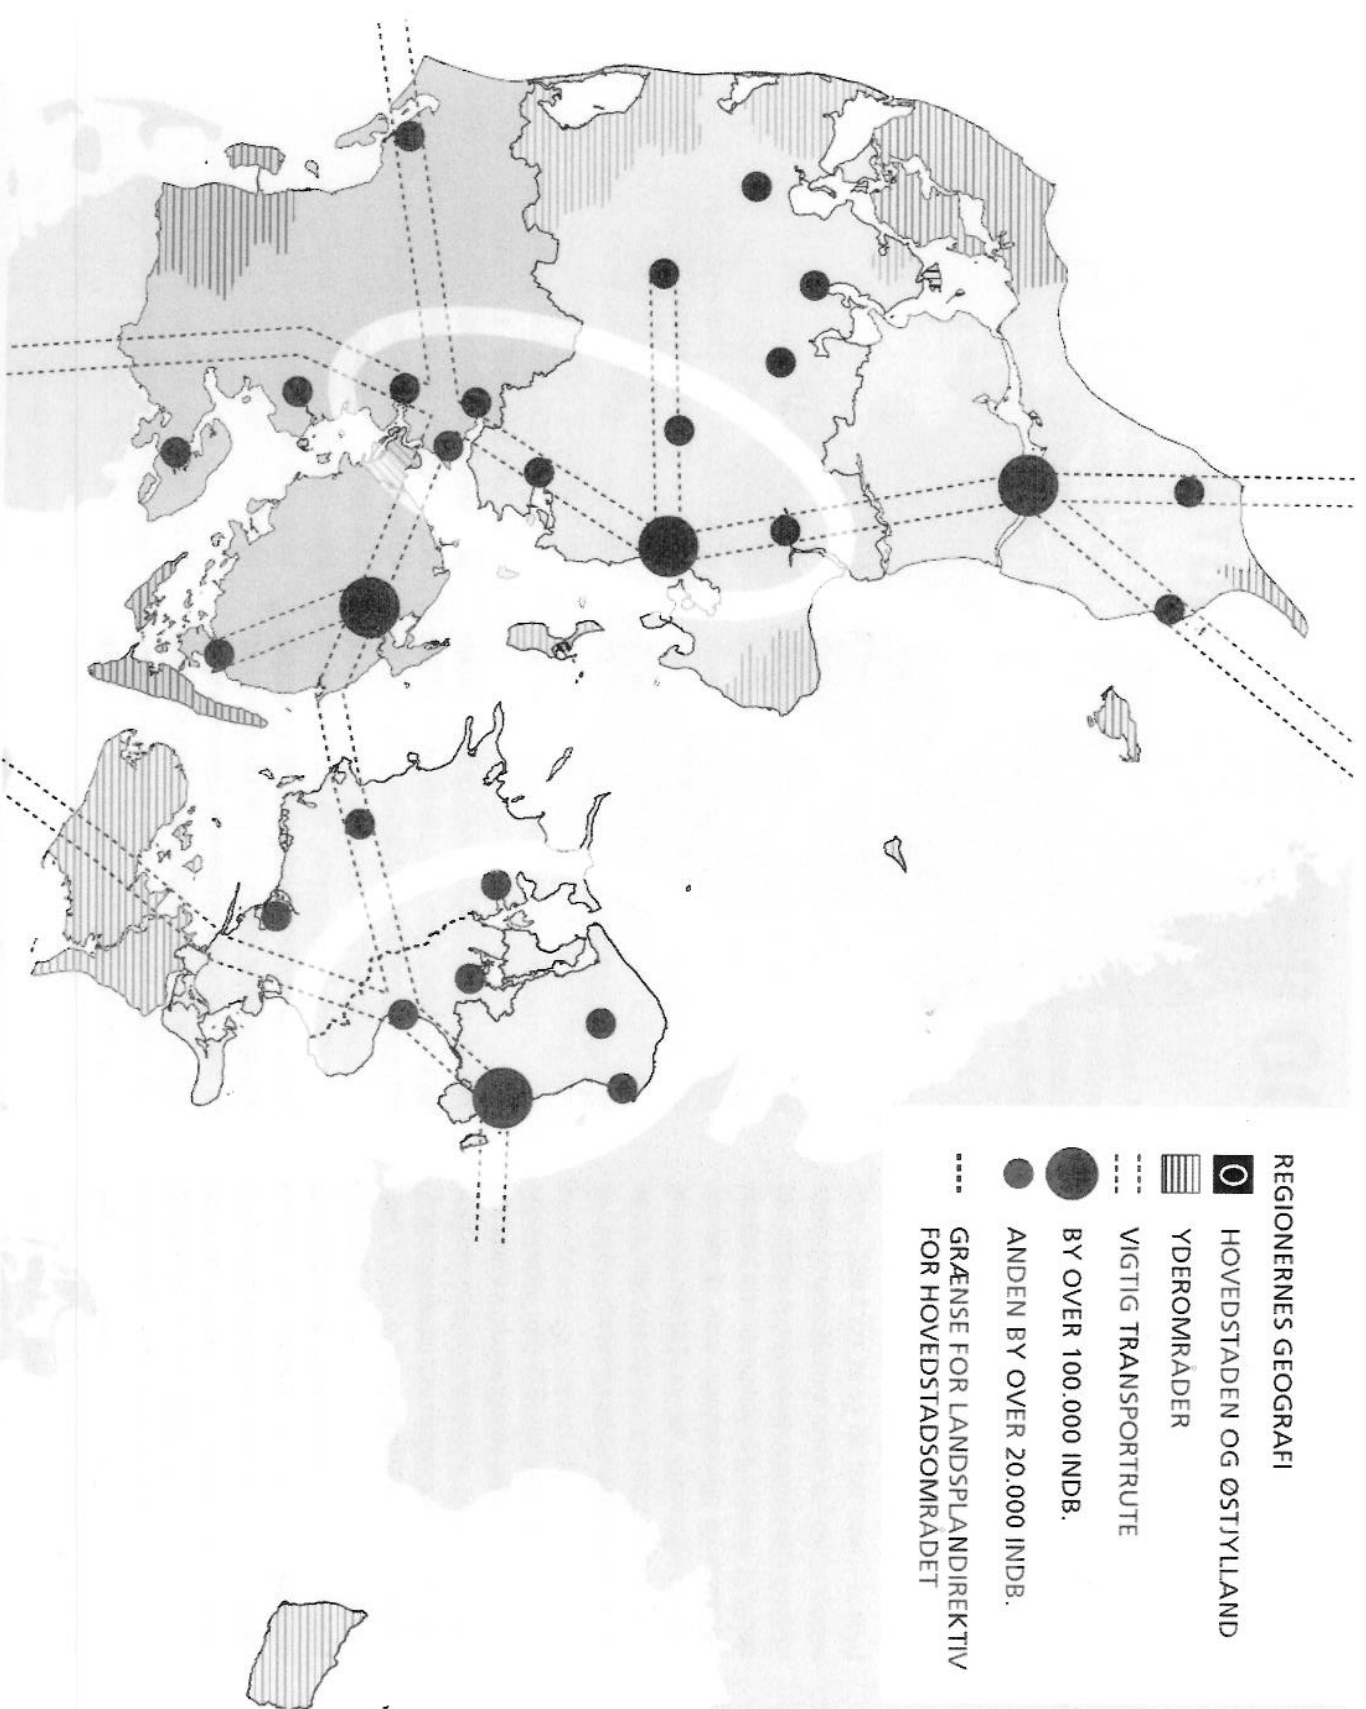 REGIONERNES GEOGRAFI
HOVEDSTADEN OG ØSTJYLLAND
YDEROMRÅDER
VIGTIG TRANSPORTRUTE
BY OVER 100.000 INDB.
ANDEN BY OVER 20.000 INDB.
GRÆNSE FOR LANDSPLANDIREKTIV
FOR HOVEDSTADSOMRÅDET